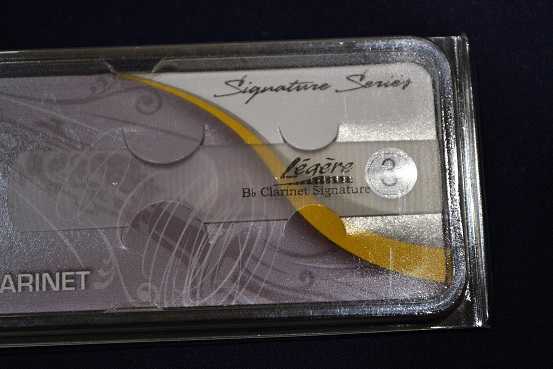 Signature Series
Légère
B♭ Clarinet Signature
3
ARINET